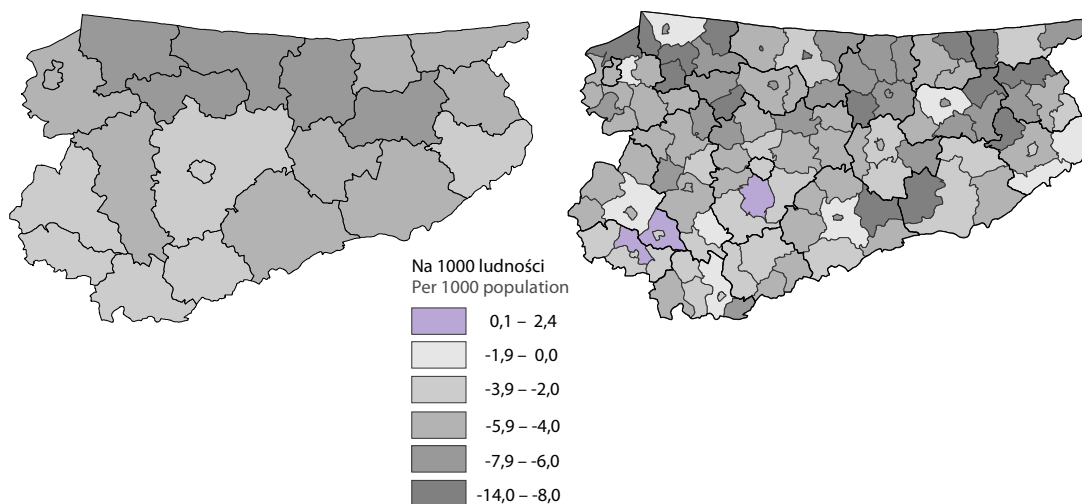 Na 1000 ludności
Per 1000 population
0,1 – 2,4
-1,9 – 0,0
-3,9 – -2,0
-5,9 – -4,0
-7,9 – -6,0
-14,0 – -8,0